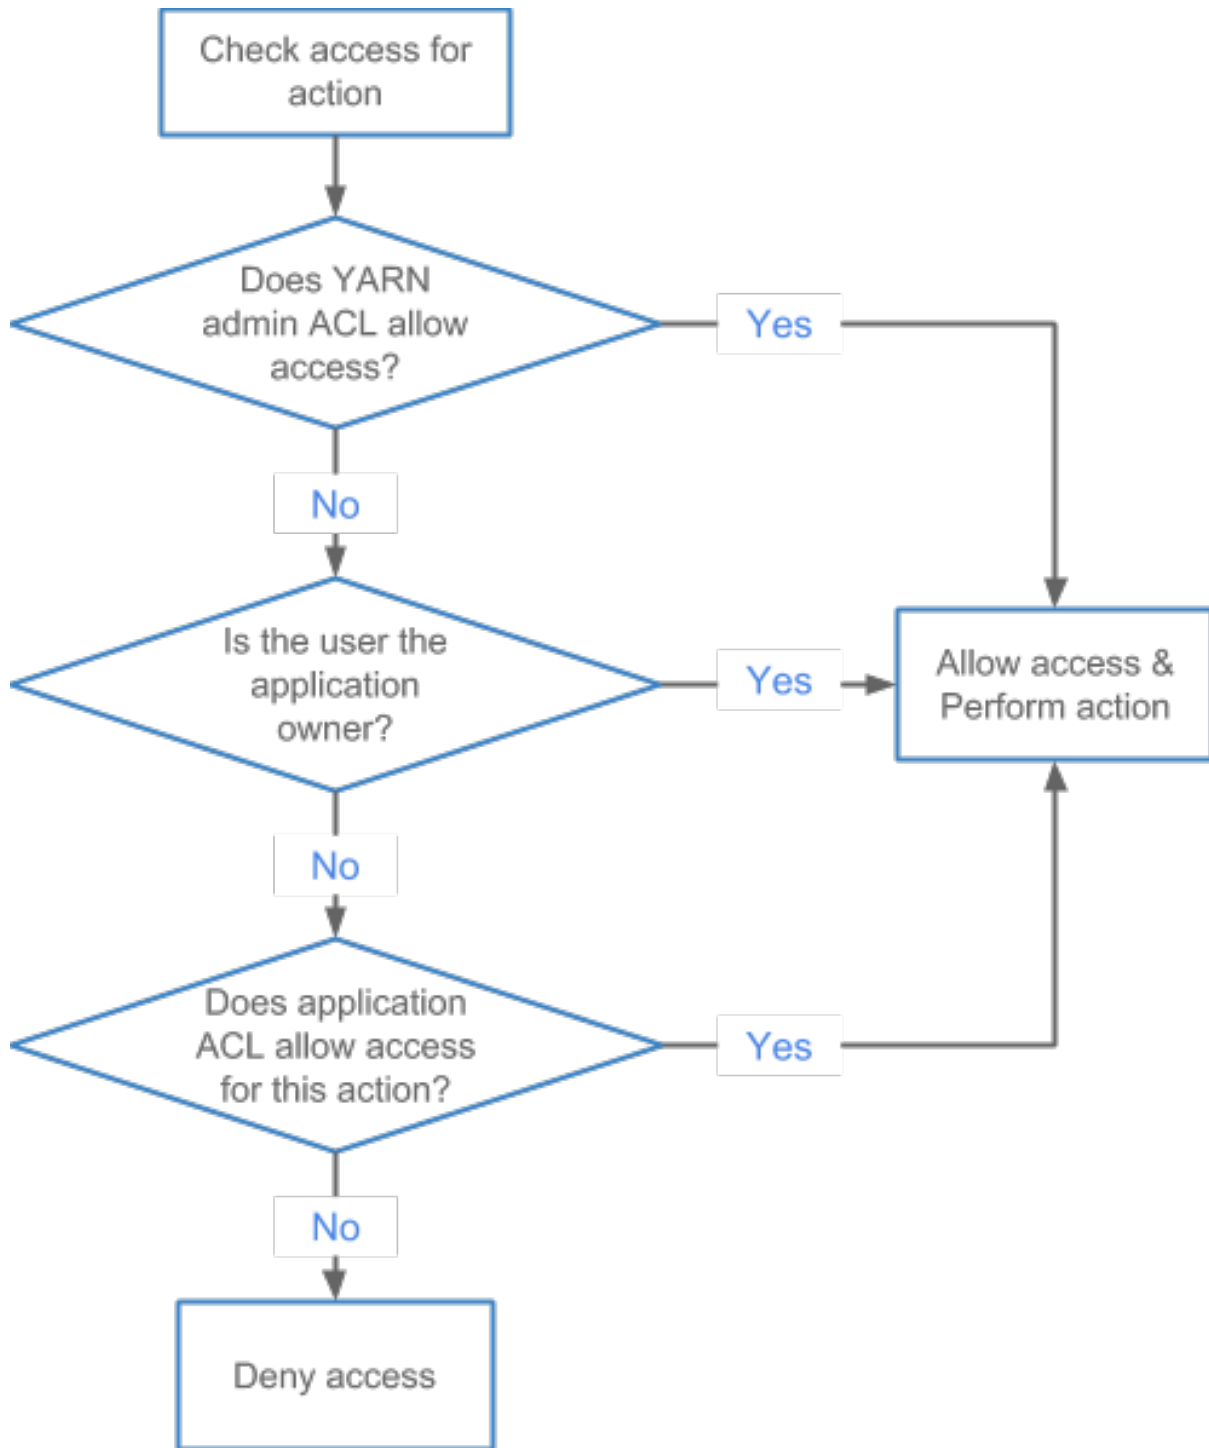 Check access for
action
Does YARN
admin ACL allow
access?
Yes
No
Is the user the
application
owner?
Yes
Allow access &
Perform action
No
Does application
ACL allow access
for this action?
Yes
No
Deny access